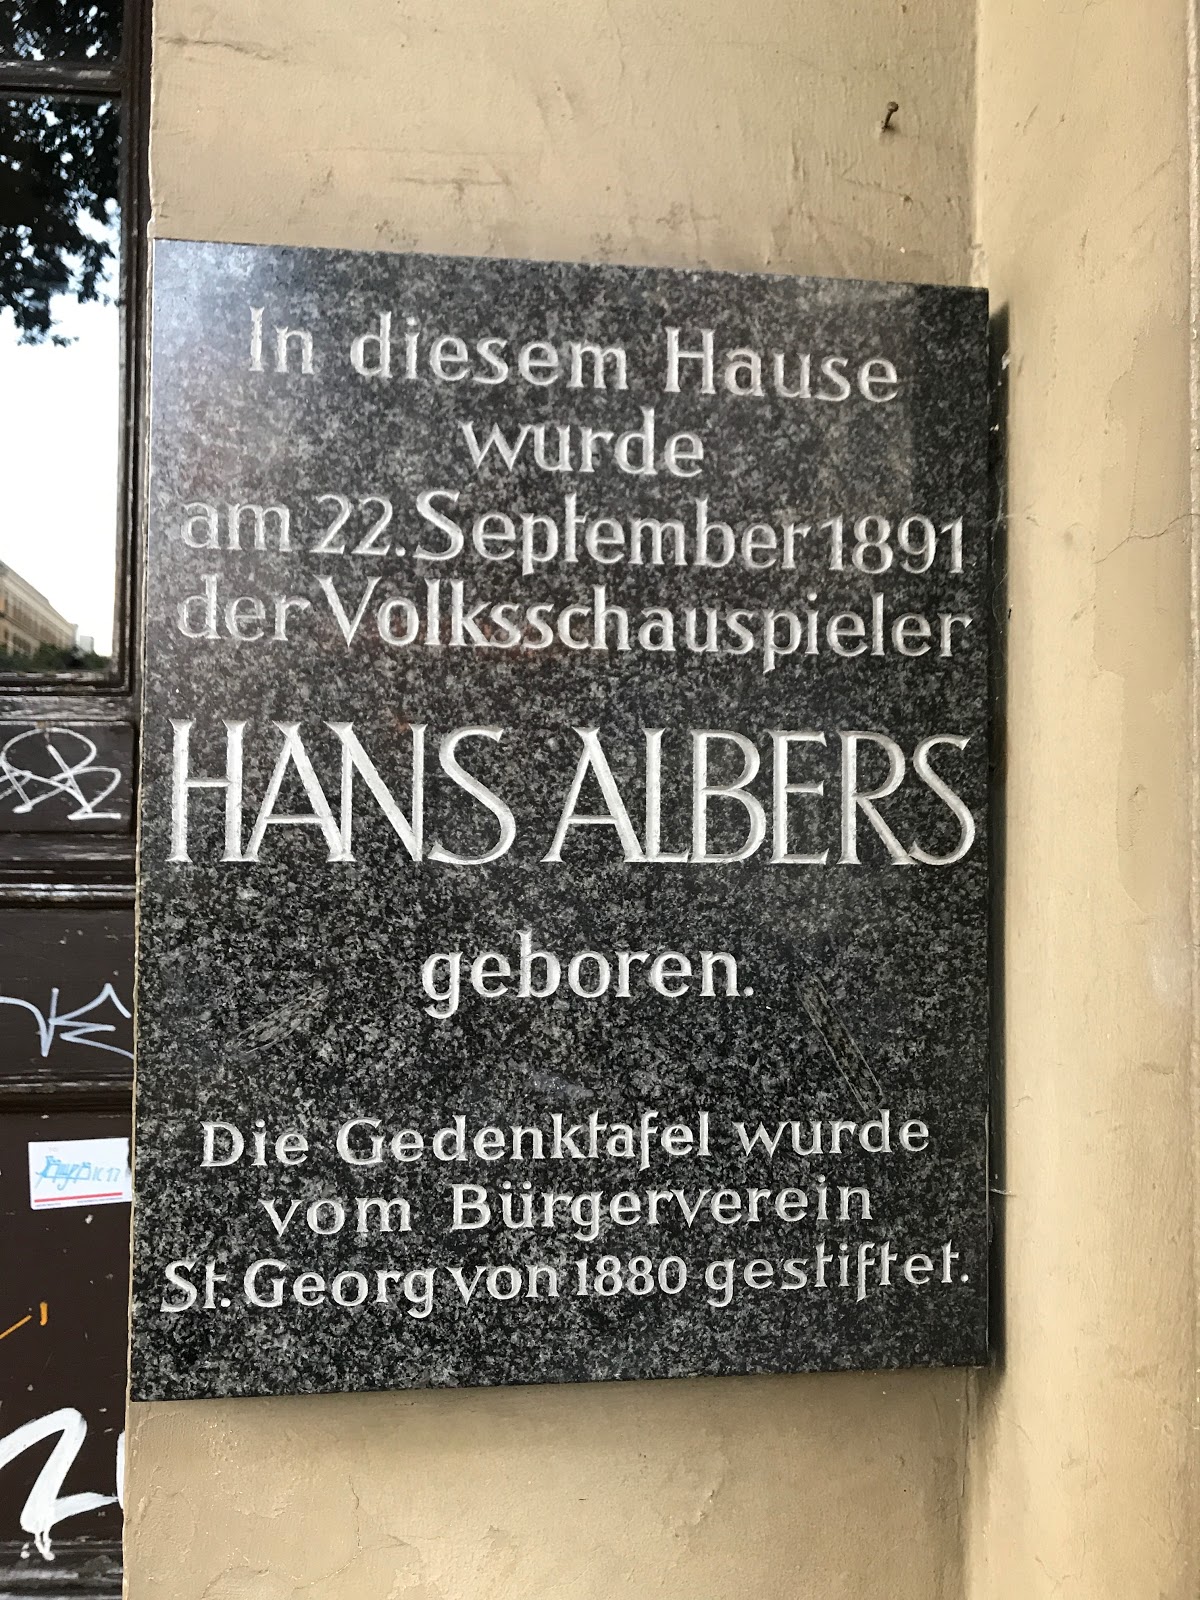 In diesem Hause
wurde
am 22. September 1891
der Volksschauspieler
HANS ALBERS
geboren.
Die Gedenktafel wurde
vom Bürgerverein
St. Georg von 1880 gestiftet.